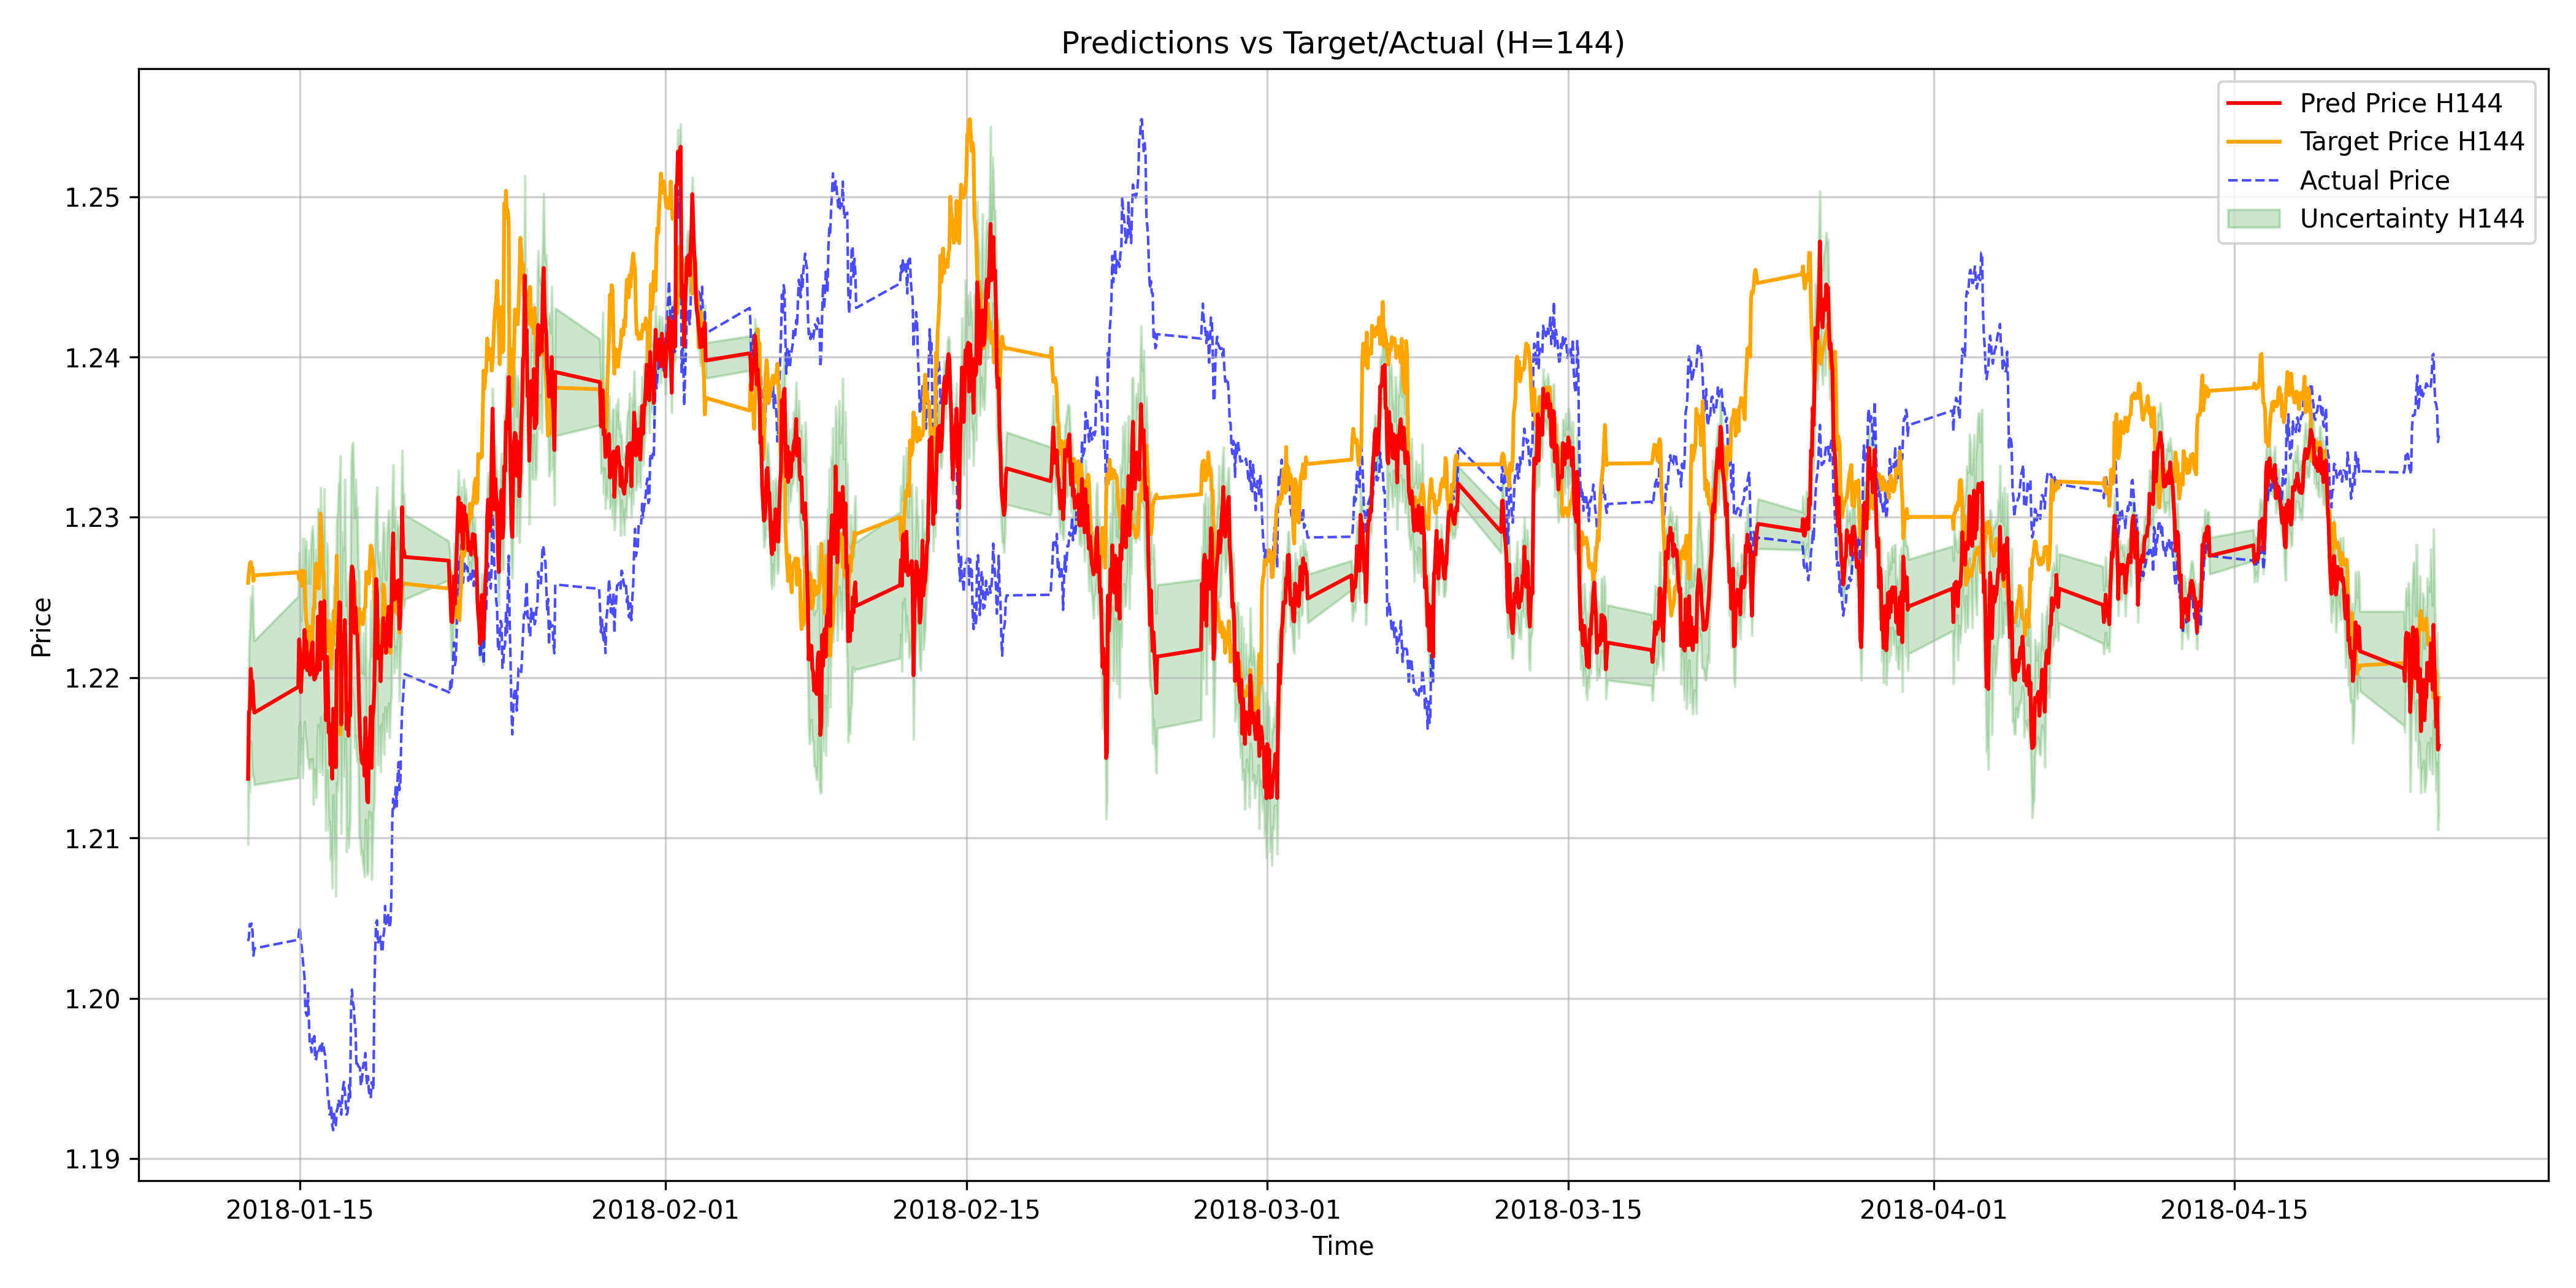 Predictions vs Target/Actual (H=144)
Pred Price H144
Target Price H144
Actual Price
Uncertainty H144
Price
1.25
1.24
1.23
1.22
1.21
1.20
1.19
2018-01-15 2018-02-01 2018-02-15 2018-03-01 2018-03-15 2018-04-01 2018-04-15
Time